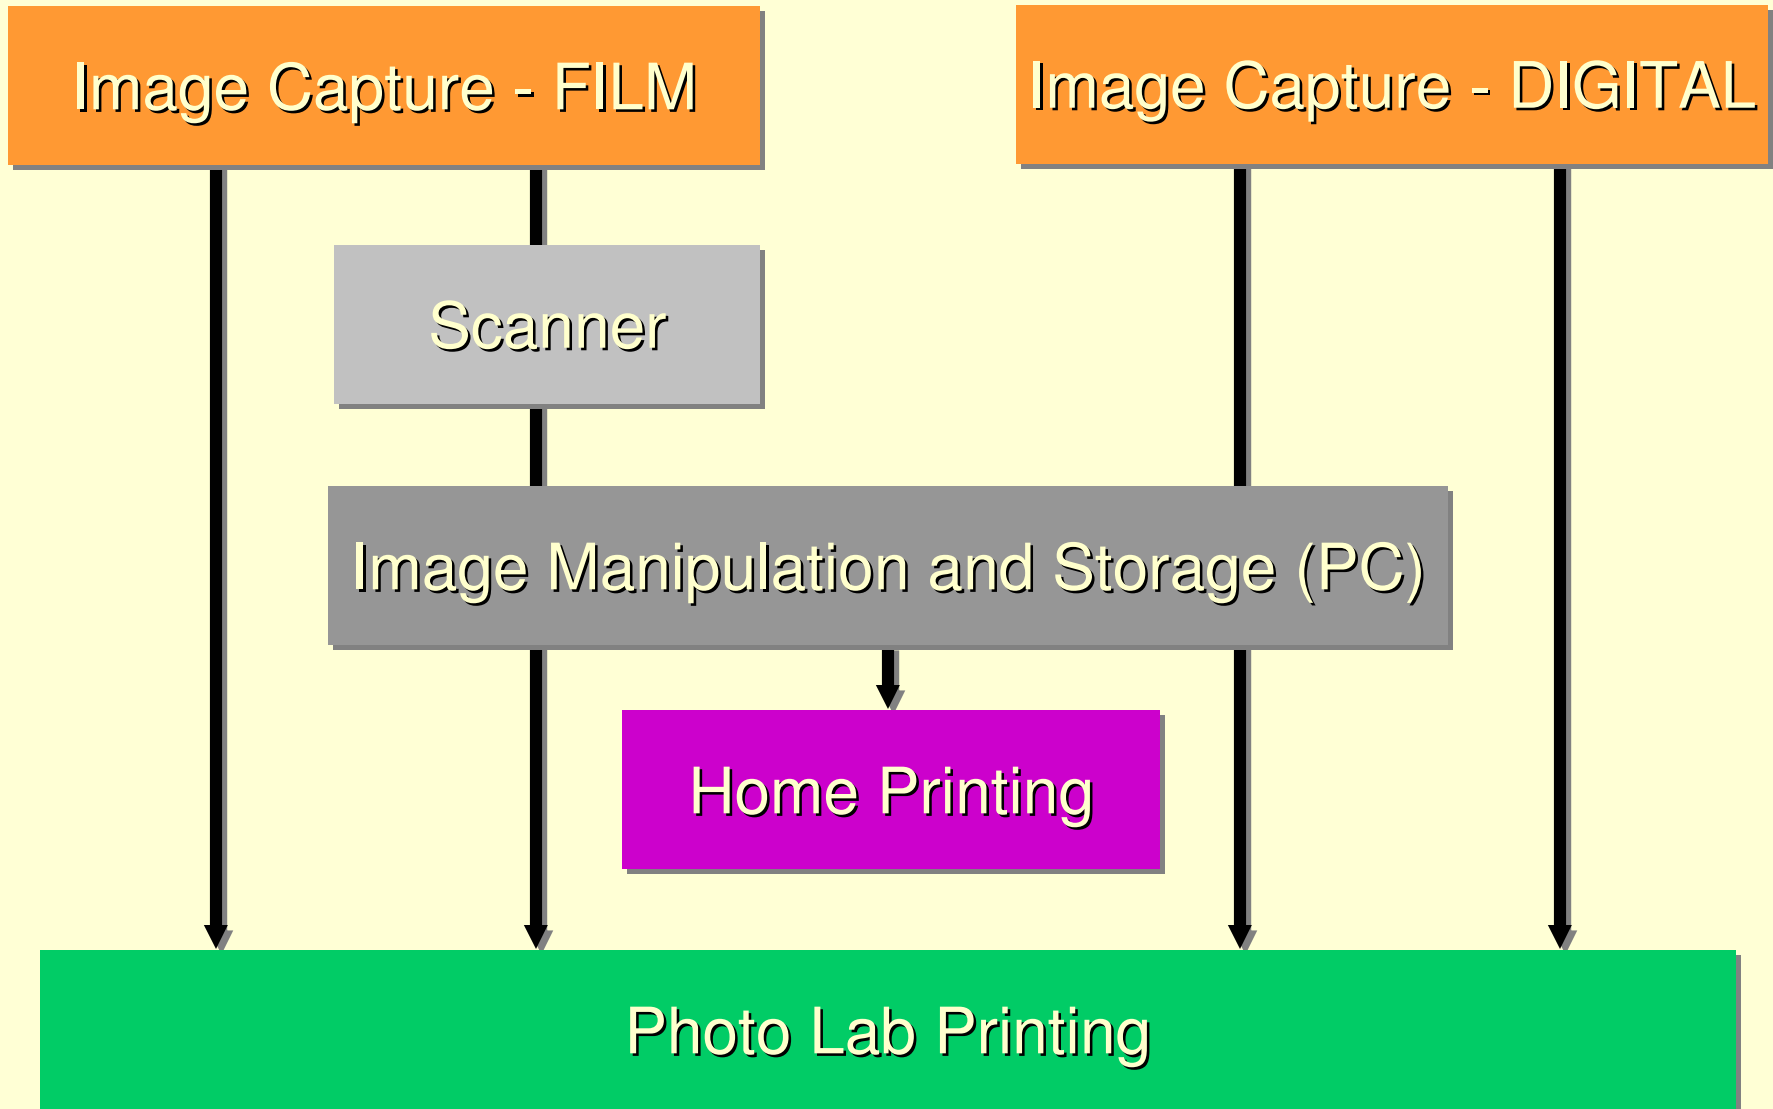 Image Capture - FILM
Image Capture - DIGITAL
Scanner
Image Manipulation and Storage (PC)
Home Printing
Photo Lab Printing